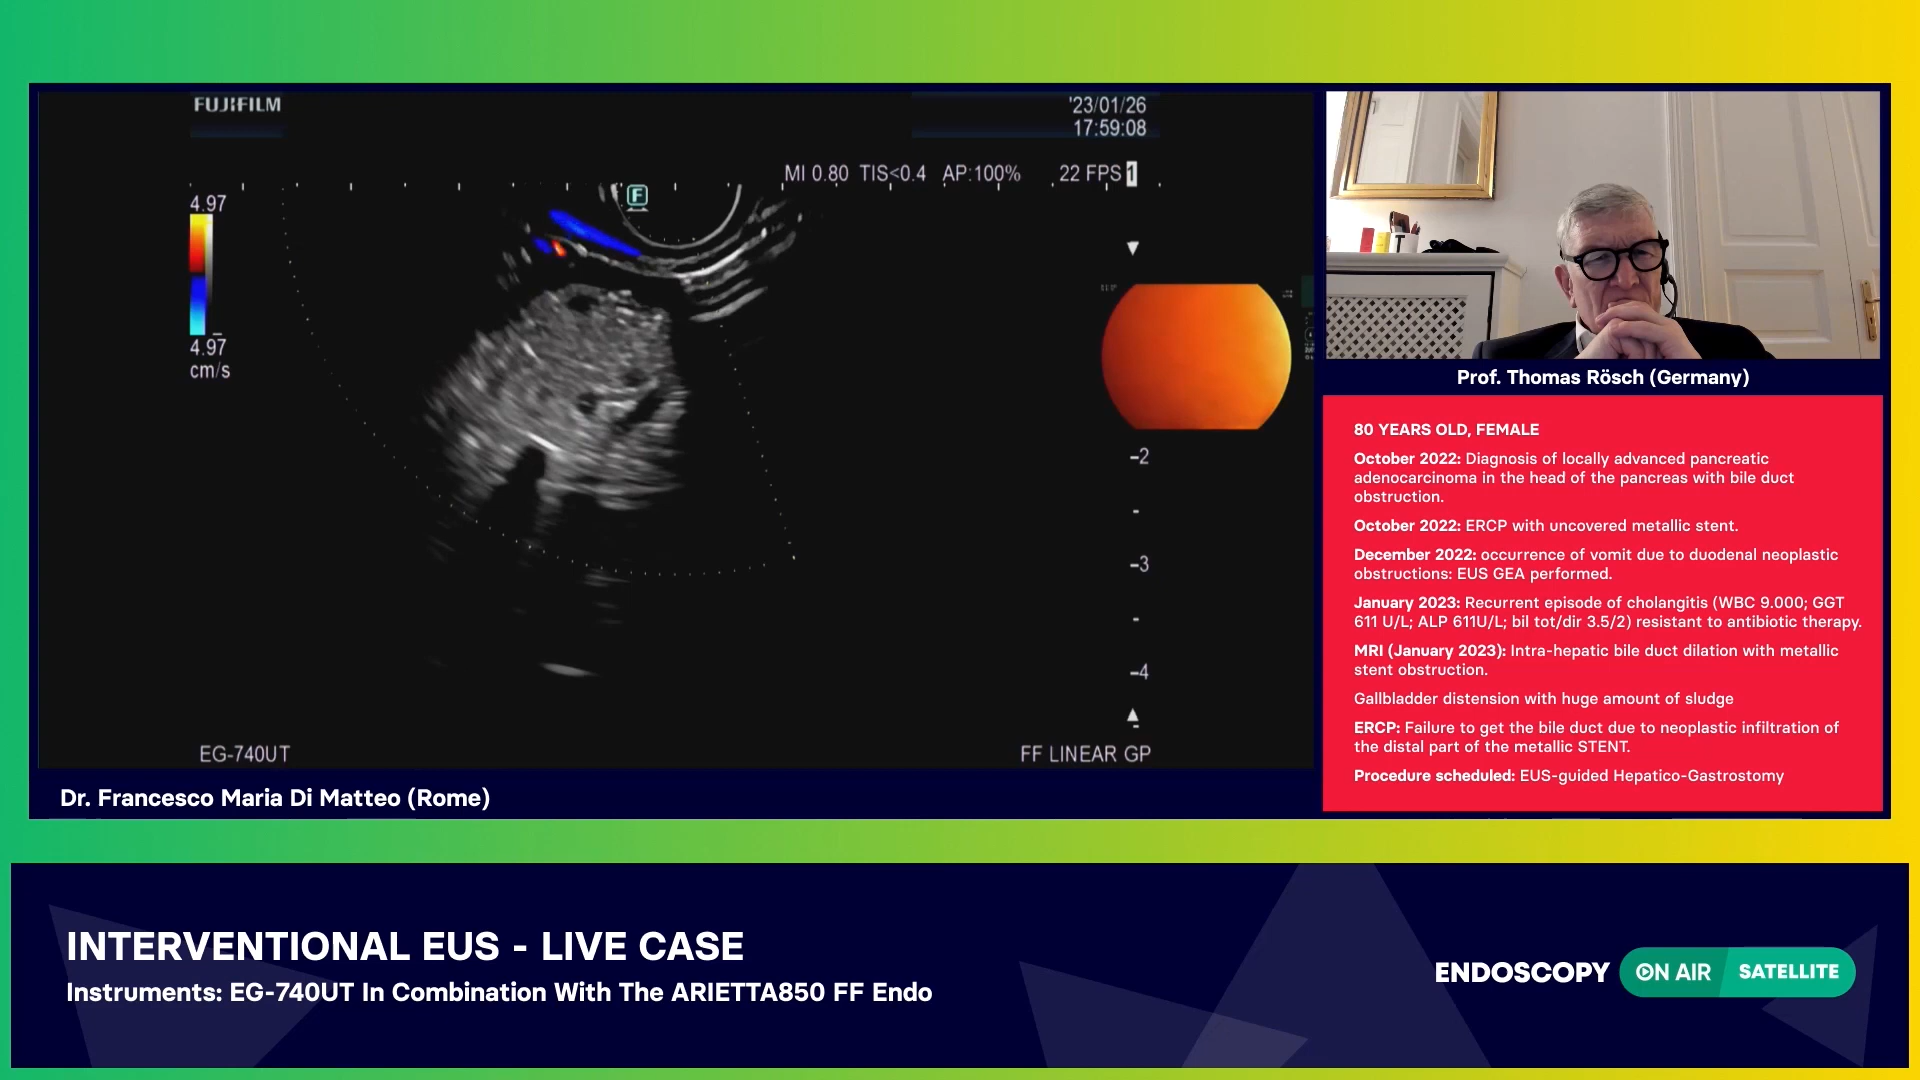 FUJIFILM
'23/01/26
17:59:08
MI 0.80 TIS<0.4 AP:100% 22 FPS 1
F
4.97
4.97
cm/s
-2
-3
-4
EG-740UT
FF LINEAR GP
Dr. Francesco Maria Di Matteo (Rome)
Prof. Thomas Rösch (Germany)
80 YEARS OLD, FEMALE
October 2022: Diagnosis of locally advanced pancreatic
adenocarcinoma in the head of the pancreas with bile duct
obstruction.
October 2022: ERCP with uncovered metallic stent.
December 2022: occurrence of vomit due to duodenal neoplastic
obstructions: EUS GEA performed.
January 2023: Recurrent episode of cholangitis (WBC 9.000; GGT
611 U/L; ALP 611U/L; bil tot/dir 3.5/2) resistant to antibiotic therapy.
MRI (January 2023): Intra-hepatic bile duct dilation with metallic
stent obstruction.
Gallbladder distension with huge amount of sludge
ERCP: Failure to get the bile duct due to neoplastic infiltration of
the distal part of the metallic STENT.
Procedure scheduled: EUS-guided Hepatico-Gastrostomy
INTERVENTIONAL EUS - LIVE CASE
Instruments: EG-740UT In Combination With The ARIETTA850 FF Endo
ENDOSCOPY ON AIR SATELLITE